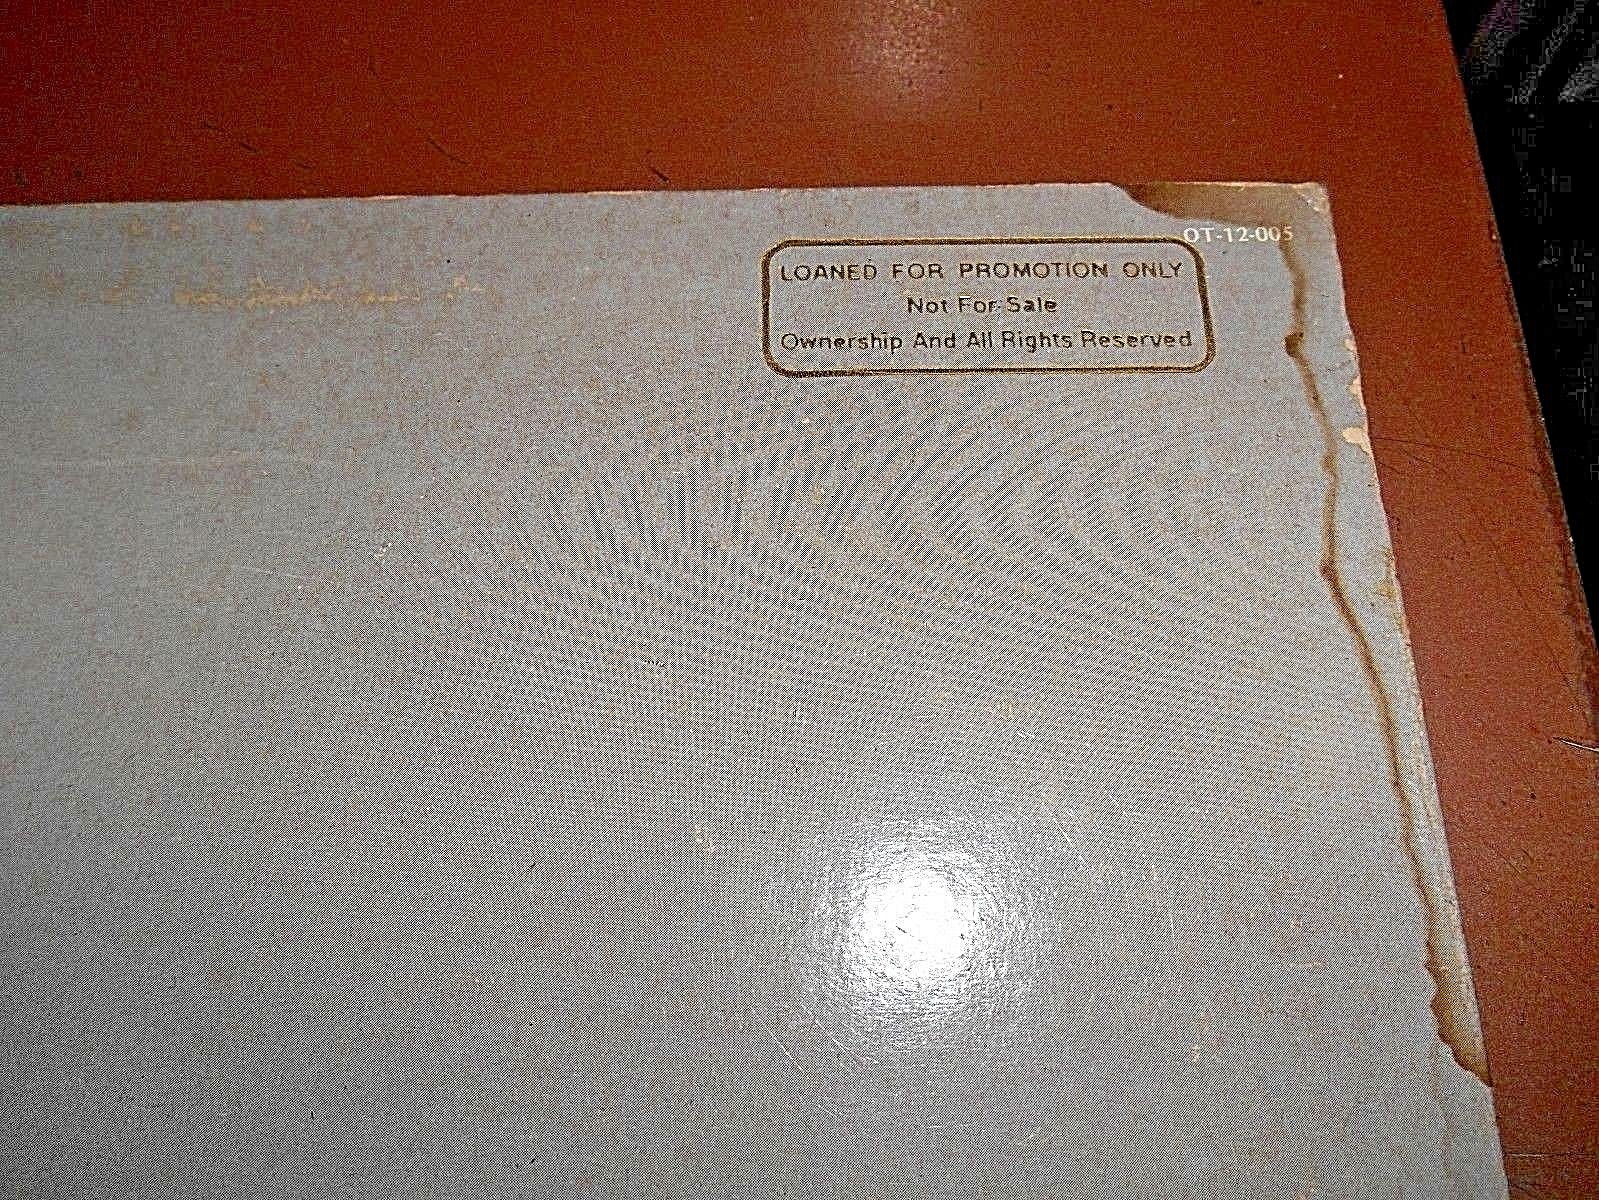 OT-12-005
LOANED FOR PROMOTION ONLY
Not For Sale
Ownership And All Rights Reserved